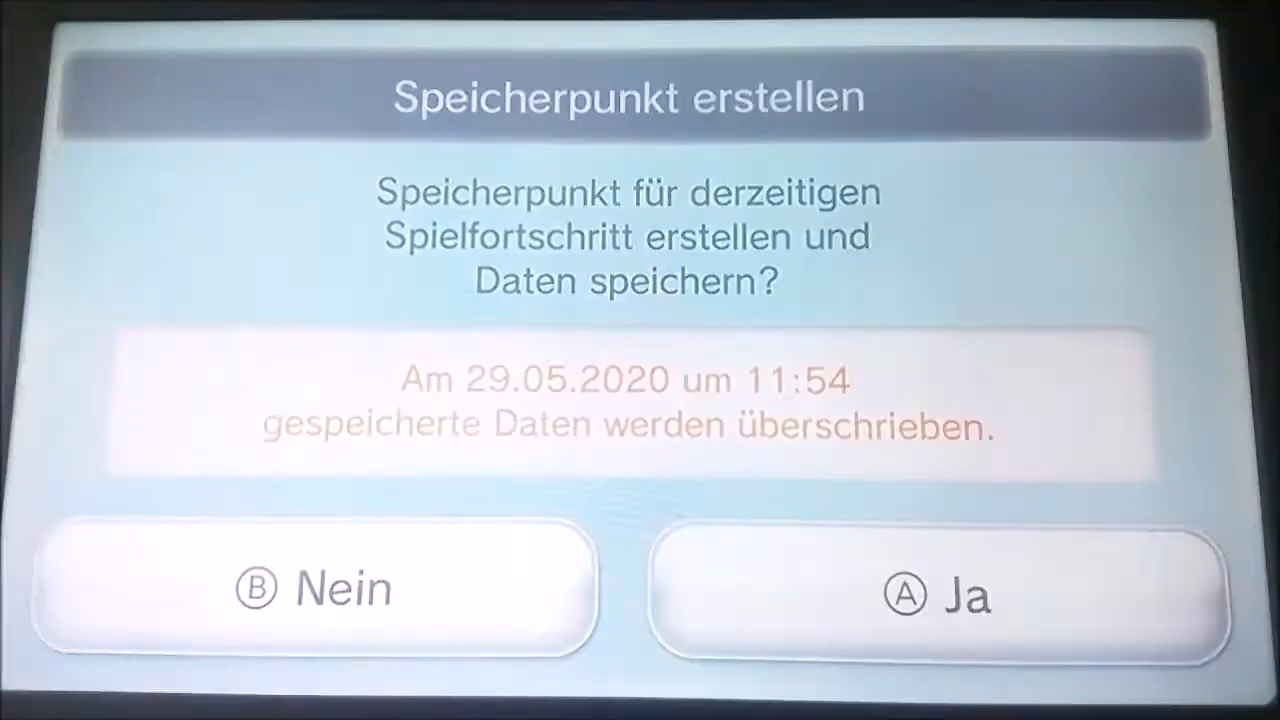 Speicherpunkt erstellen
Speicherpunkt für derzeitigen
Spielfortschritt erstellen und
Daten speichern?
Am 29.05.2020 um 11:54
gespeicherte Daten werden überschrieben.
Ⓑ Nein
Ⓐ Ja